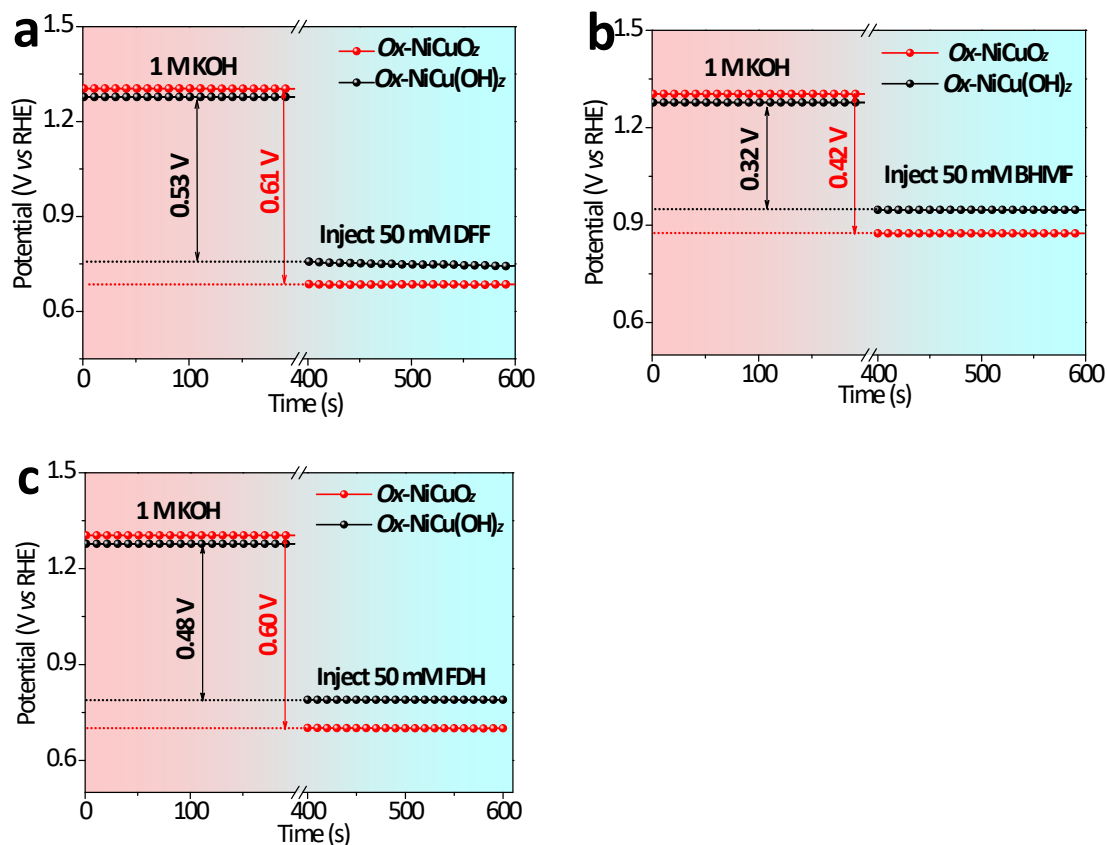 a
1.5
1.2
0.9
0.6
Potential (V vs RHE)
1 M KOH
Ox-NiCuOz
Ox-NiCu(OH)z
0.53 V
0.61 V
Inject 50 mM DFF
0 100 400 500 600
Time (s)
b
1.5
1.2
0.9
0.6
Potential (V vs RHE)
1 M KOH
Ox-NiCuOz
Ox-NiCu(OH)z
0.32 V
0.42 V
Inject 50 mM BHMF
0 100 400 500 600
Time (s)
c
1.5
1.2
0.9
0.6
Potential (V vs RHE)
1 M KOH
Ox-NiCuOz
Ox-NiCu(OH)z
0.48 V
0.60 V
Inject 50 mM FDH
0 100 400 500 600
Time (s)